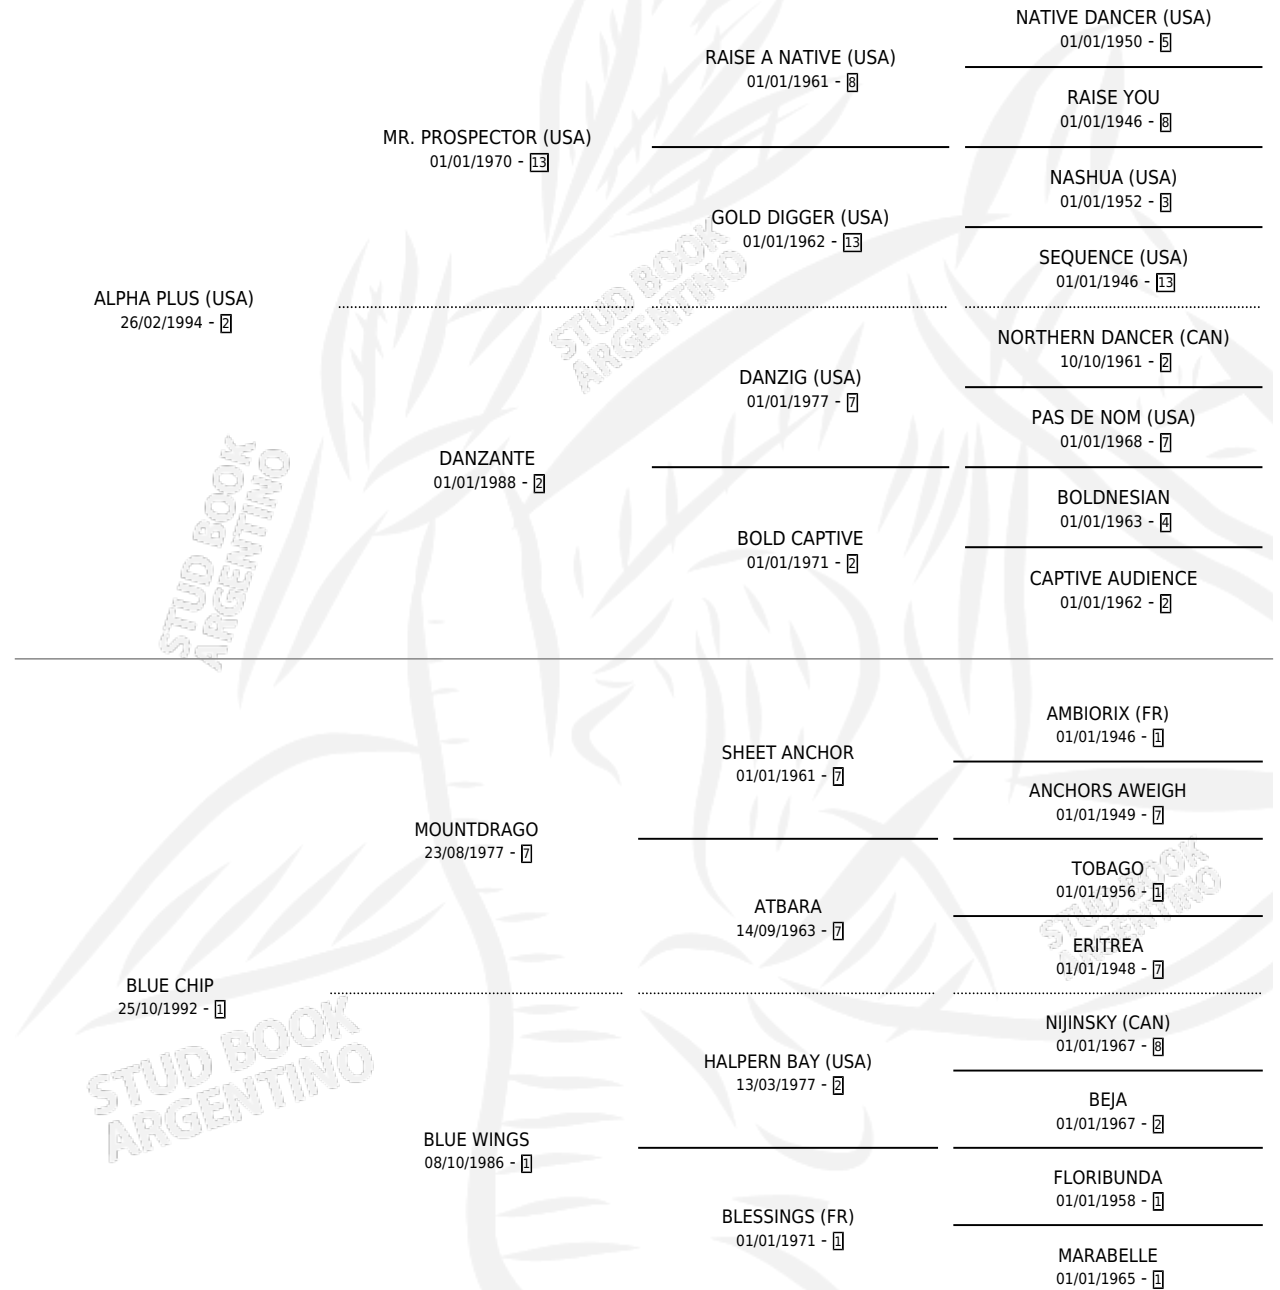 NATIVE DANCER (USA)
01/01/1950 - 5
RAISE A NATIVE (USA)
01/01/1961 - 8
RAISE YOU
01/01/1946 - 8
MR. PROSPECTOR (USA)
01/01/1970 - 13
NASHUA (USA)
01/01/1952 - 3
GOLD DIGGER (USA)
01/01/1962 - 13
SEQUENCE (USA)
01/01/1946 - 13
ALPHA PLUS (USA)
26/02/1994 - 2
NORTHERN DANCER (CAN)
10/10/1961 - 2
DANZIG (USA)
01/01/1977 - 7
PAS DE NOM (USA)
01/01/1968 - 7
DANZANTE
01/01/1988 - 2
BOLDNESIAN
01/01/1963 - 4
BOLD CAPTIVE
01/01/1971 - 2
CAPTIVE AUDIENCE
01/01/1962 - 2
AMBIORIX (FR)
01/01/1946 - 1
SHEET ANCHOR
01/01/1961 - 7
ANCHORS AWEIGH
01/01/1949 - 7
MOUNTDRAGO
23/08/1977 - 7
TOBAGO
01/01/1956 - 1
ATBARA
14/09/1963 - 7
ERITREA
01/01/1948 - 7
BLUE CHIP
25/10/1992 - 1
NIJINSKY (CAN)
01/01/1967 - 8
HALPERN BAY (USA)
13/03/1977 - 2
BEJA
01/01/1967 - 2
BLUE WINGS
08/10/1986 - 1
FLORIBUNDA
01/01/1958 - 1
BLESSINGS (FR)
01/01/1971 - 1
MARABELLE
01/01/1965 - 1
STUD BOOK
ARGENTINO
STUD BOOK
ARGENTINO
STUD BOOK
ARGENTINO
STUD BOOK
ARGENTINO